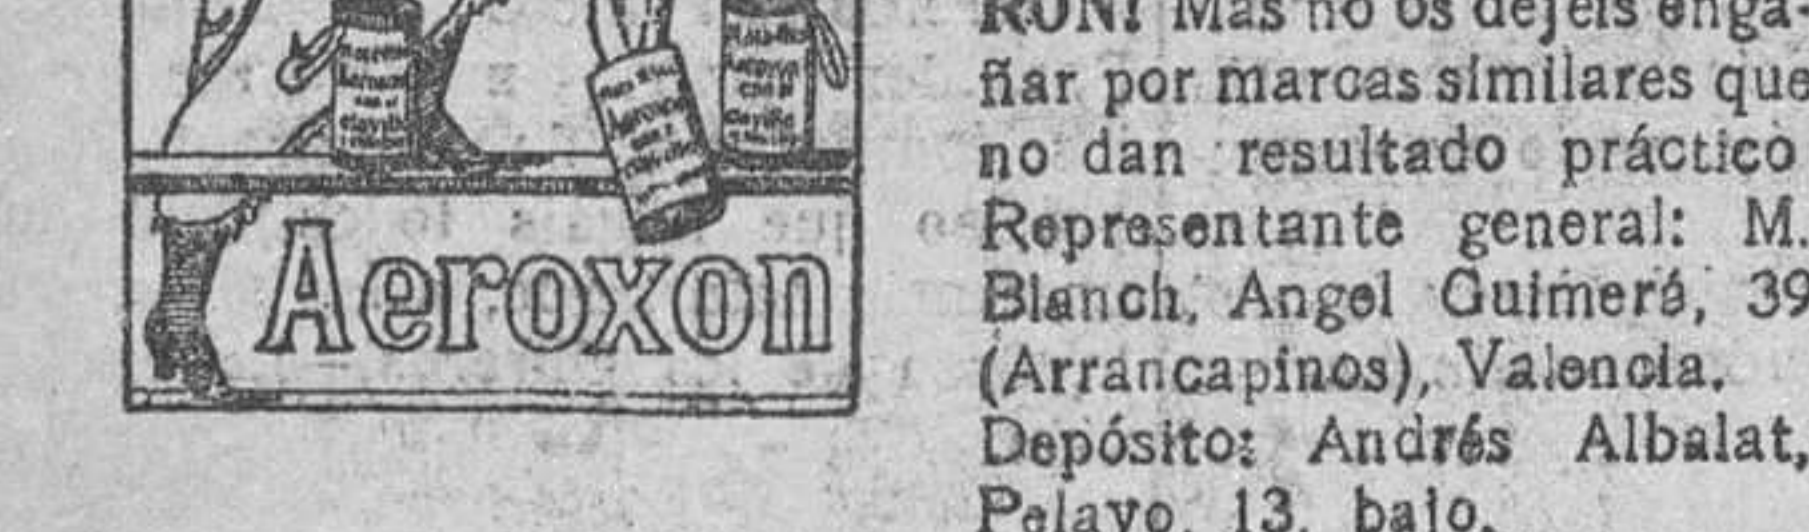 Aeroxon
RON! Mas no os dejéis enga-
ñar por marcas similares que
no dan resultado práctico
Representante general: M.
Blanch, Angel Guimerá, 39
(Arrancapinos), Valencia.
Depósito: Andrés Albalat,
Pelayo, 13, bajo.